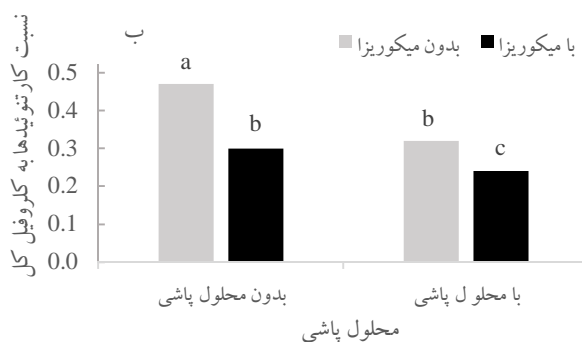 ب
بدون میکوریزا با میکوریزا
نسبت کارتنوئیدها به کلروفیل کل
0.5
0.4
0.3
0.2
0.1
0.0
a
b
b
c
بدون محلول پاشی
با محلو ل پاشی
محلول پاشی